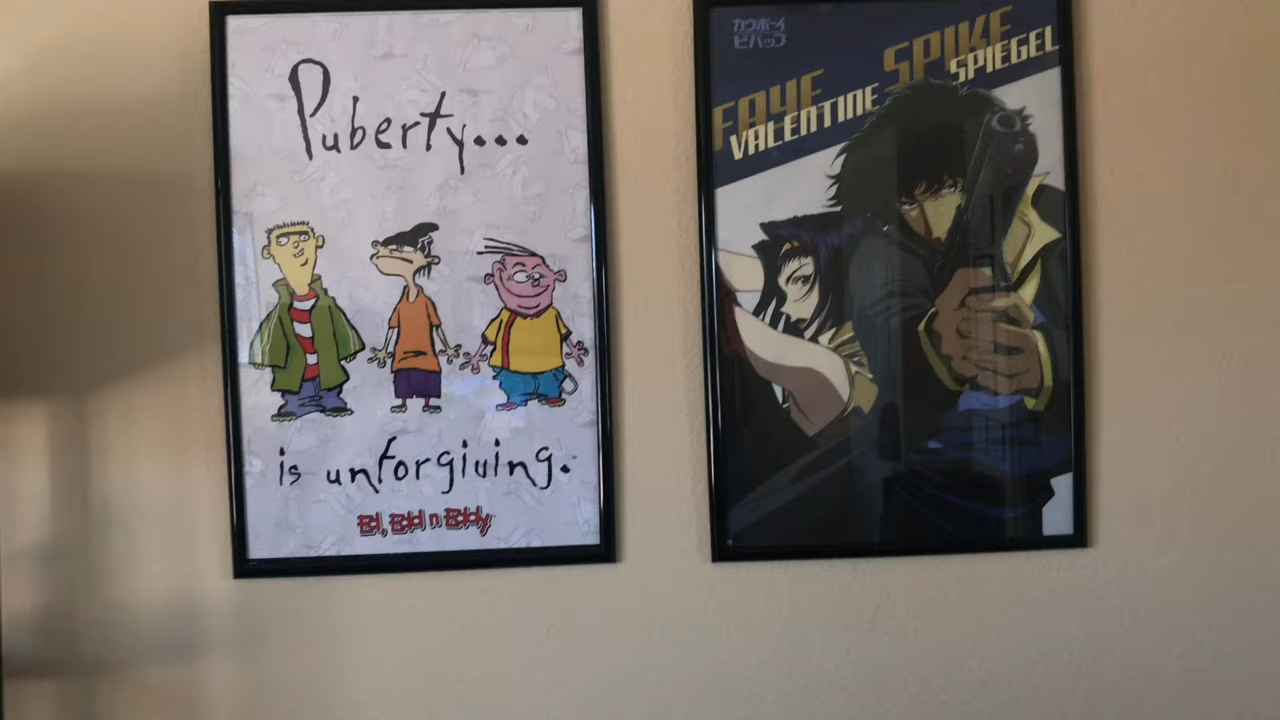 Puberty...
is unforgiving.
Ed, Edd n Eddy
カウボーイ
ビバップ
FAYE
VALENTINE
SPIKE
SPIEGEL